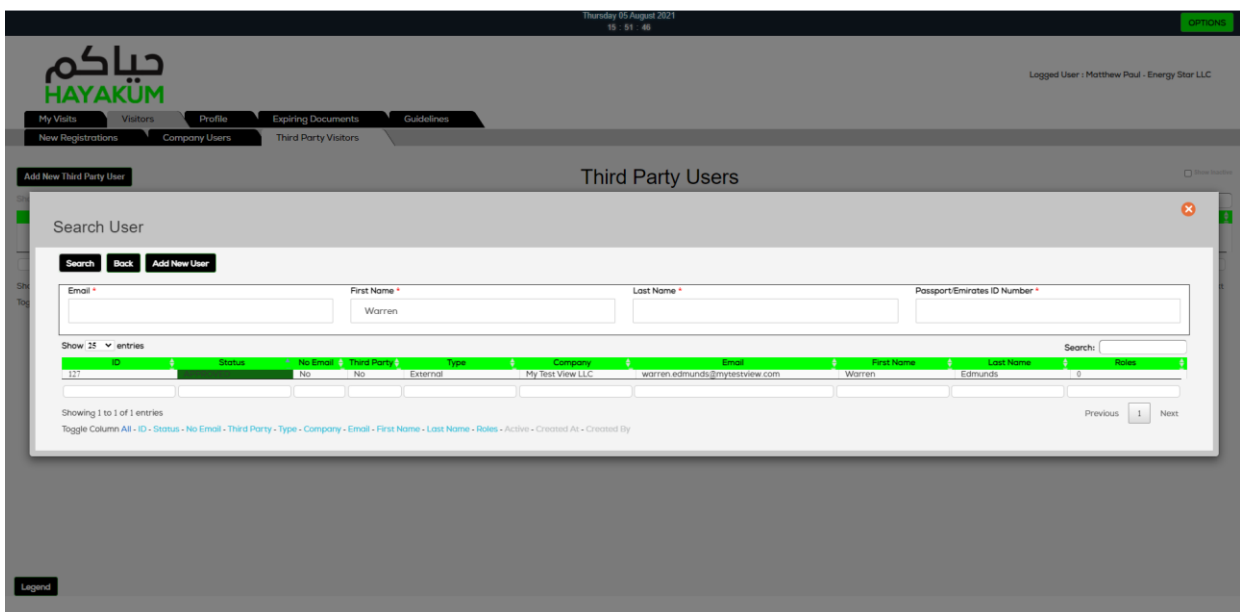 Thursday 05 August 2021
15 : 51 : 46
OPTIONS
حياكم
HAYAKUM
Logged User : Matthew Paul - Energy Star LLC
My Visits Visitors Profile Expiring Documents Guidelines
New Registrations Company Users Third Party Visitors
Add New Third Party User
Third Party Users
Show Inactive
Search User
Search Back Add New User
Email * First Name * Last Name * Passport/Emirates ID Number *
Warren
Show 25 entries
Search:
ID Status No Email Third Party Type Company Email First Name Last Name Roles
127 No No External My Test View LLC warren.edmunds@mytestview.com Warren Edmunds 0
Showing 1 to 1 of 1 entries
Previous 1 Next
Toggle Column All - ID - Status - No Email - Third Party - Type - Company - Email - First Name - Last Name - Roles - Active - Created At - Created By
Legend